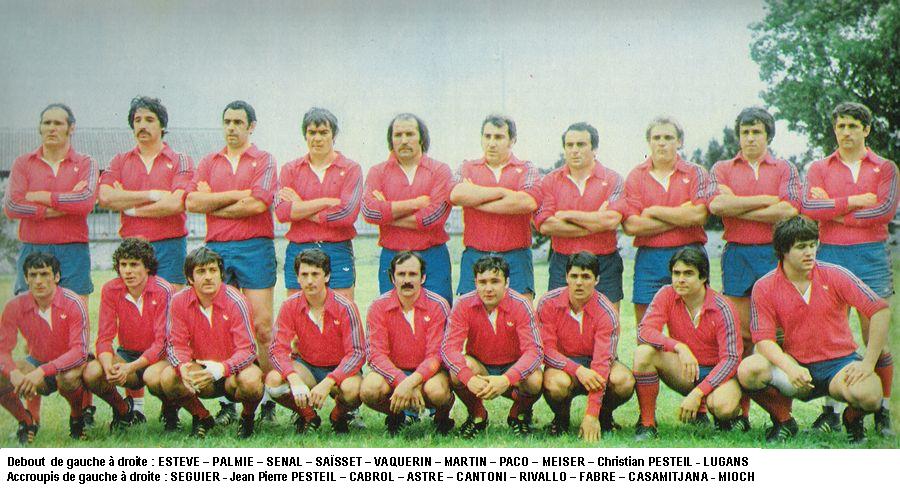 Debout de gauche à droite : ESTEVE – PALMIE – SENAL – SAÏSSET – VAQUERIN – MARTIN – PACO – MEISER – Christian PESTEIL - LUGANS
Accroupis de gauche à droite : SEGUIER - Jean Pierre PESTEIL – CABROL – ASTRE – CANTONI – RIVALLO – FABRE – CASAMITJANA - MIOCH